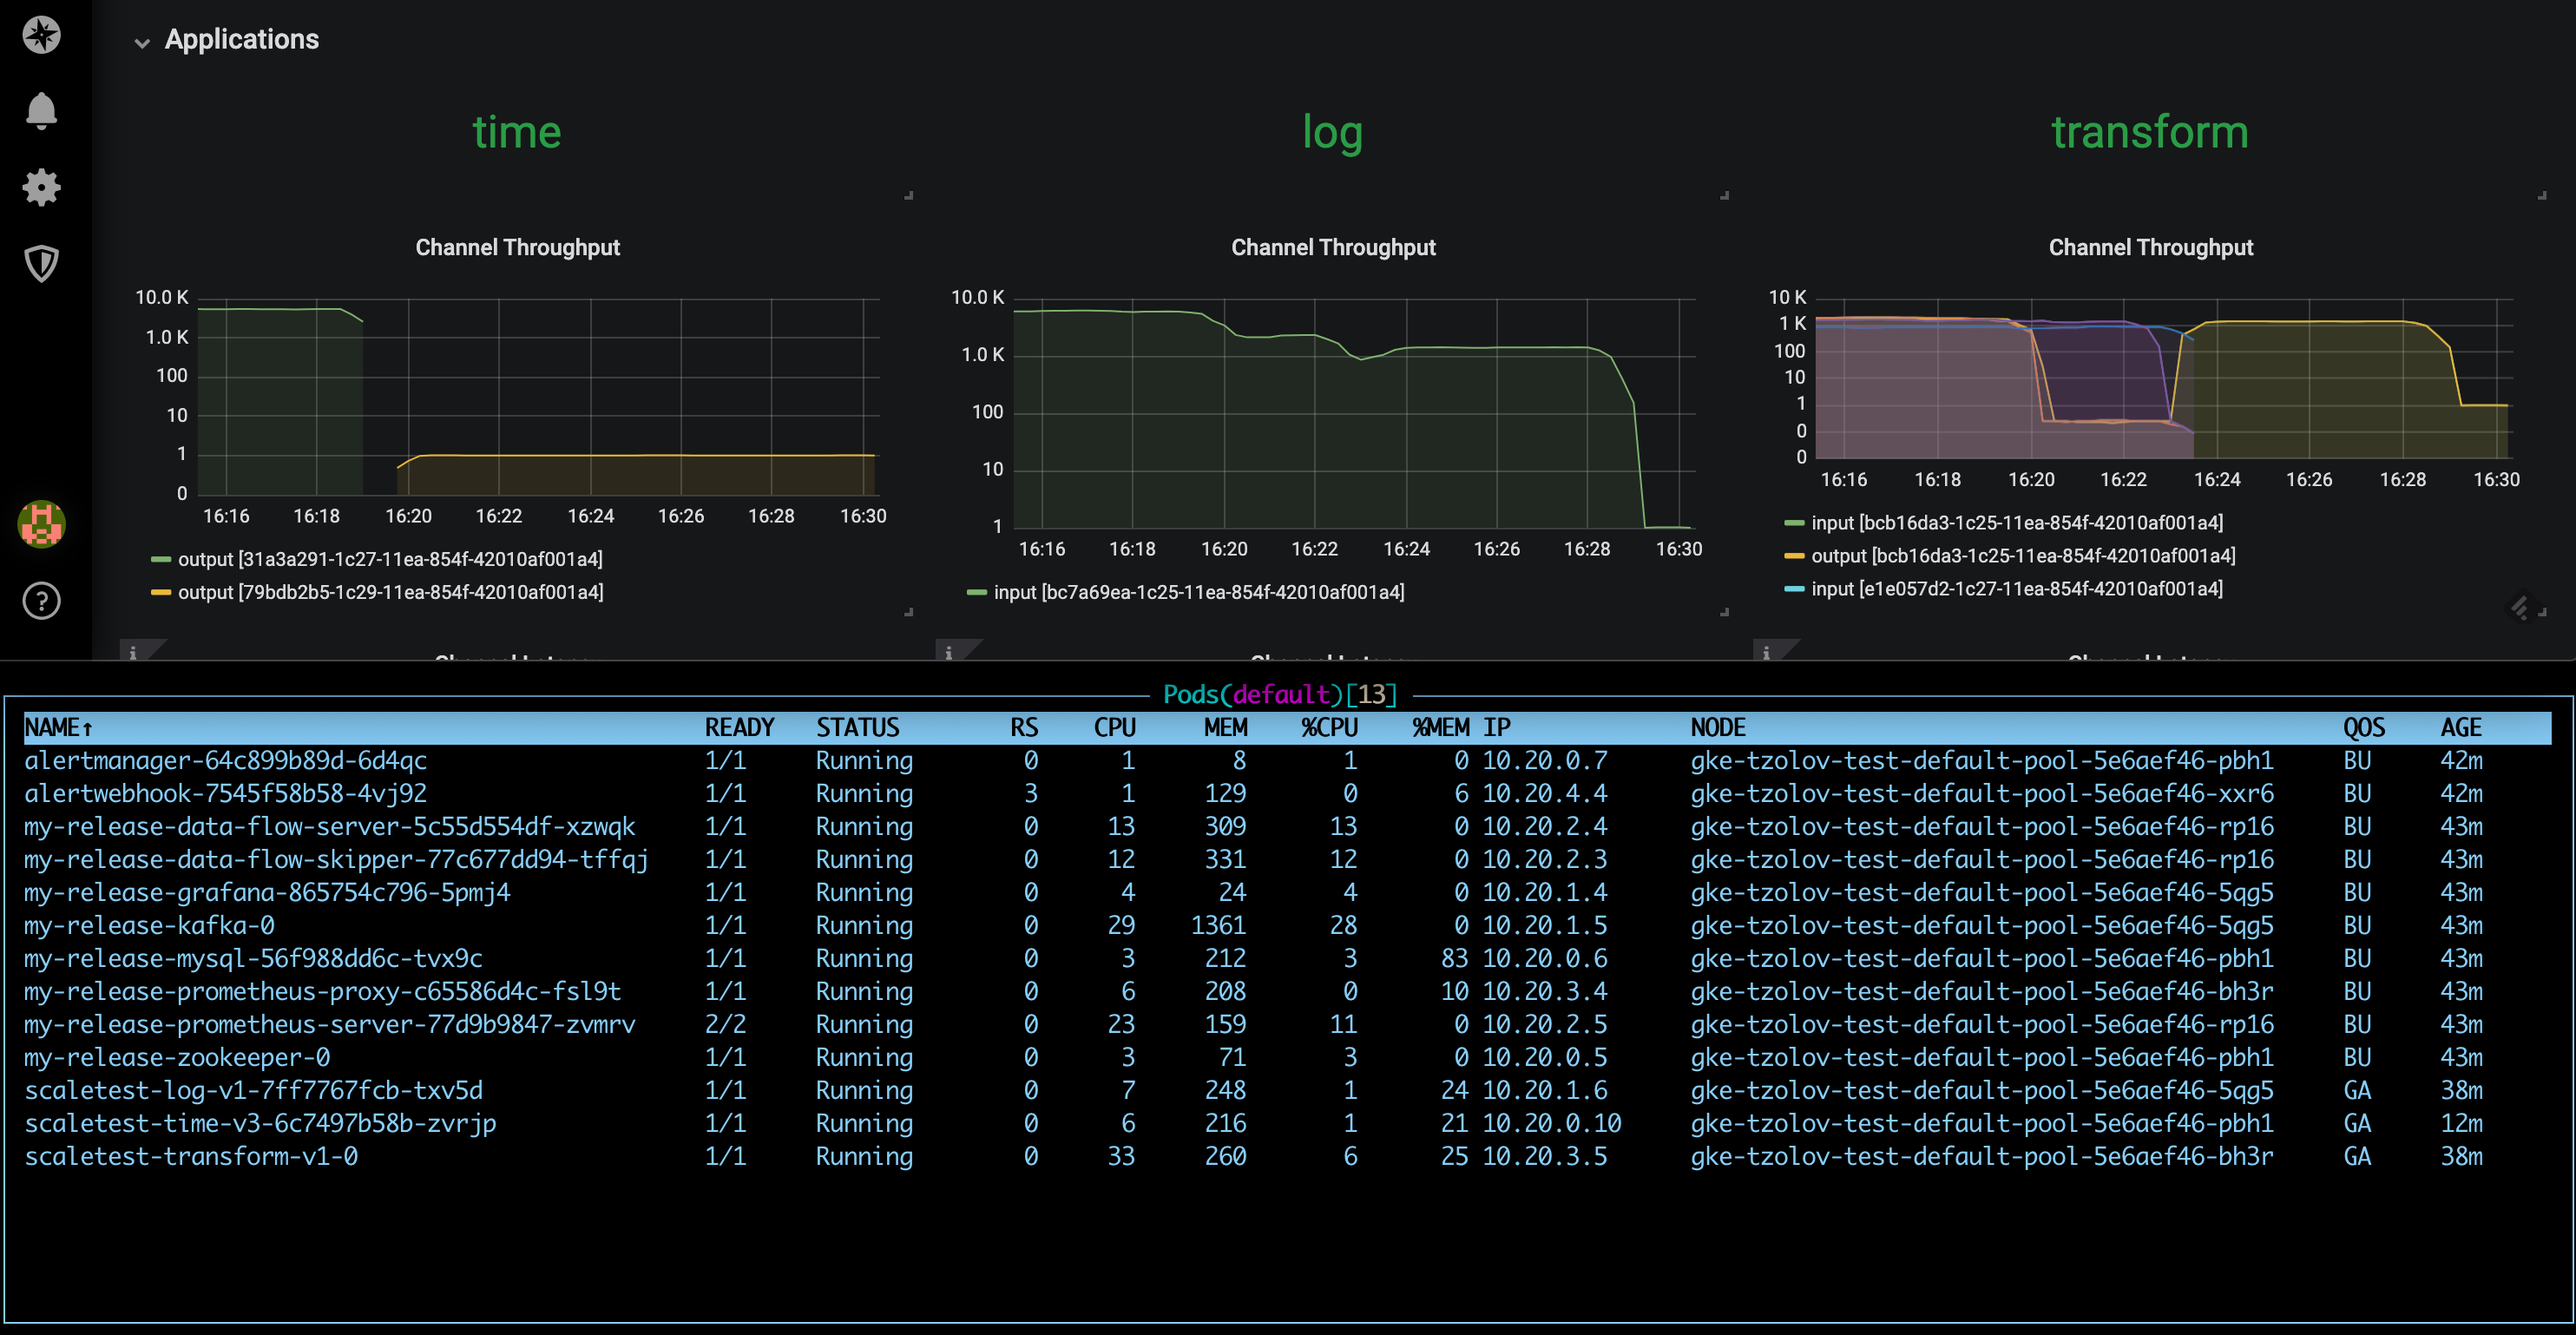 Applications
time
log
transform
Channel Throughput
10.0 K
1.0 K
100
10
1
0
16:16 16:18 16:20 16:22 16:24 16:26 16:28 16:30
output [31a3a291-1c27-11ea-854f-42010af001a4]
output [79bdb2b5-1c29-11ea-854f-42010af001a4]
Channel Throughput
10.0 K
1.0 K
100
10
1
16:16 16:18 16:20 16:22 16:24 16:26 16:28 16:30
input [bc7a69ea-1c25-11ea-854f-42010af001a4]
Channel Throughput
10 K
1 K
100
10
1
0
0
16:16 16:18 16:20 16:22 16:24 16:26 16:28 16:30
input [bcb16da3-1c25-11ea-854f-42010af001a4]
output [bcb16da3-1c25-11ea-854f-42010af001a4]
input [e1e057d2-1c27-11ea-854f-42010af001a4]
Pods(default)[13]
NAME↑ READY STATUS RS CPU MEM %CPU %MEM IP NODE QOS AGE
alertmanager-64c899b89d-6d4qc 1/1 Running 0 1 8 1 0 10.20.0.7 gke-tzolov-test-default-pool-5e6aef46-pbh1 BU 42m
alertwebhook-7545f58b58-4vj92 1/1 Running 3 1 129 0 6 10.20.4.4 gke-tzolov-test-default-pool-5e6aef46-xxr6 BU 42m
my-release-data-flow-server-5c55d554df-xzwqk 1/1 Running 0 13 309 13 0 10.20.2.4 gke-tzolov-test-default-pool-5e6aef46-rp16 BU 43m
my-release-data-flow-skipper-77c677dd94-tffqj 1/1 Running 0 12 331 12 0 10.20.2.3 gke-tzolov-test-default-pool-5e6aef46-rp16 BU 43m
my-release-grafana-865754c796-5pmj4 1/1 Running 0 4 24 4 0 10.20.1.4 gke-tzolov-test-default-pool-5e6aef46-5qg5 BU 43m
my-release-kafka-0 1/1 Running 0 29 1361 28 0 10.20.1.5 gke-tzolov-test-default-pool-5e6aef46-5qg5 BU 43m
my-release-mysql-56f988dd6c-tvx9c 1/1 Running 0 3 212 3 83 10.20.0.6 gke-tzolov-test-default-pool-5e6aef46-pbh1 BU 43m
my-release-prometheus-proxy-c65586d4c-fsl9t 1/1 Running 0 6 208 0 10 10.20.3.4 gke-tzolov-test-default-pool-5e6aef46-bh3r BU 43m
my-release-prometheus-server-77d9b9847-zvmrv 2/2 Running 0 23 159 11 0 10.20.2.5 gke-tzolov-test-default-pool-5e6aef46-rp16 BU 43m
my-release-zookeeper-0 1/1 Running 0 3 71 3 0 10.20.0.5 gke-tzolov-test-default-pool-5e6aef46-pbh1 BU 43m
scaletest-log-v1-7ff7767fcb-txv5d 1/1 Running 0 7 248 1 24 10.20.1.6 gke-tzolov-test-default-pool-5e6aef46-5qg5 GA 38m
scaletest-time-v3-6c7497b58b-zvrjp 1/1 Running 0 6 216 1 21 10.20.0.10 gke-tzolov-test-default-pool-5e6aef46-pbh1 GA 12m
scaletest-transform-v1-0 1/1 Running 0 33 260 6 25 10.20.3.5 gke-tzolov-test-default-pool-5e6aef46-bh3r GA 38m